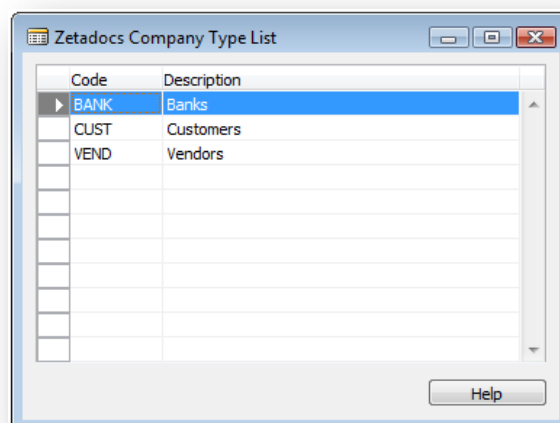 Zetadocs Company Type List
Code Description
BANK Banks
CUST Customers
VEND Vendors
Help